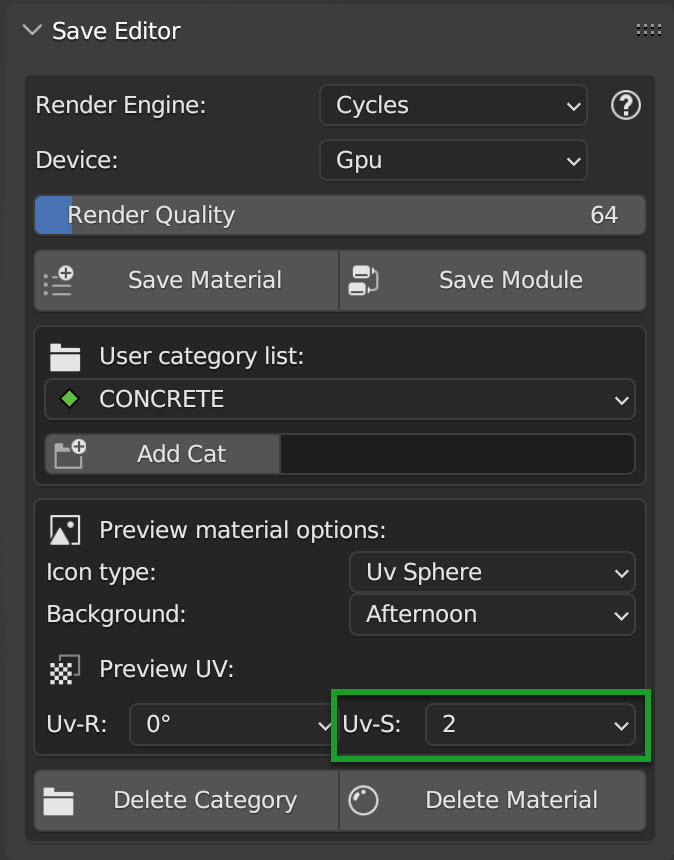 Save Editor
Render Engine: Cycles ?
Device: Gpu
Render Quality 64
Save Material Save Module
User category list:
CONCRETE
Add Cat
Preview material options:
Icon type: Uv Sphere
Background: Afternoon
Preview UV:
Uv-R: 0° Uv-S: 2
Delete Category Delete Material